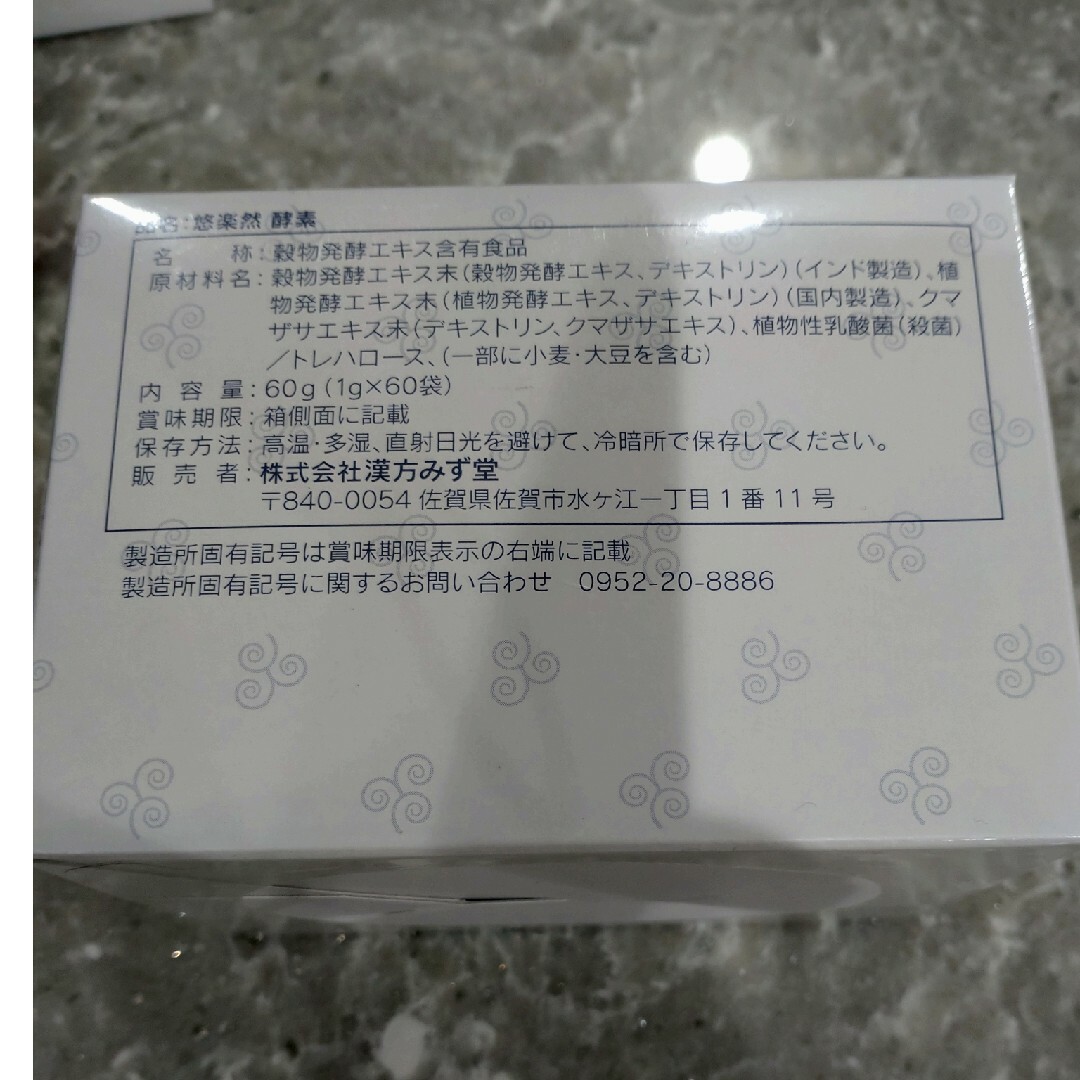 品名：悠楽然 酵素
名　　称：穀物発酵エキス含有食品
原材料名：穀物発酵エキス末（穀物発酵エキス、デキストリン）（インド製造）、植
物発酵エキス末（植物発酵エキス、デキストリン）（国内製造）、クマ
ザサエキス末（デキストリン、クマザサエキス）、植物性乳酸菌（殺菌）
／トレハロース、（一部に小麦・大豆を含む）
内 容 量：60g（1g×60袋）
賞味期限：箱側面に記載
保存方法：高温・多湿、直射日光を避けて、冷暗所で保存してください。
販 売 者：株式会社漢方みず堂
〒840-0054 佐賀県佐賀市水ヶ江一丁目1番11号
製造所固有記号は賞味期限表示の右端に記載
製造所固有記号に関するお問い合わせ　0952-20-8886